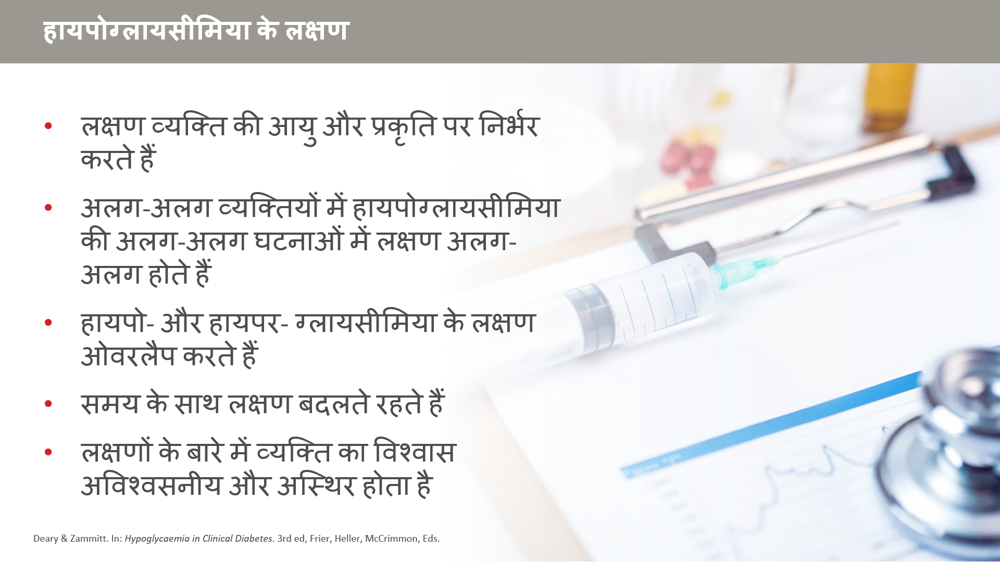 हायपोग्लायसीमिया के लक्षण
• लक्षण व्यक्ति की आयु और प्रकृति पर निर्भर
करते हैं
• अलग-अलग व्यक्तियों में हायपोग्लायसीमिया
की अलग-अलग घटनाओं में लक्षण अलग-
अलग होते हैं
• हायपो- और हायपर- ग्लायसीमिया के लक्षण
ओवरलैप करते हैं
• समय के साथ लक्षण बदलते रहते हैं
• लक्षणों के बारे में व्यक्ति का विश्वास
अविश्वसनीय और अस्थिर होता है
Deary & Zammitt. In: Hypoglycaemia in Clinical Diabetes. 3rd ed, Frier, Heller, McCrimmon, Eds.